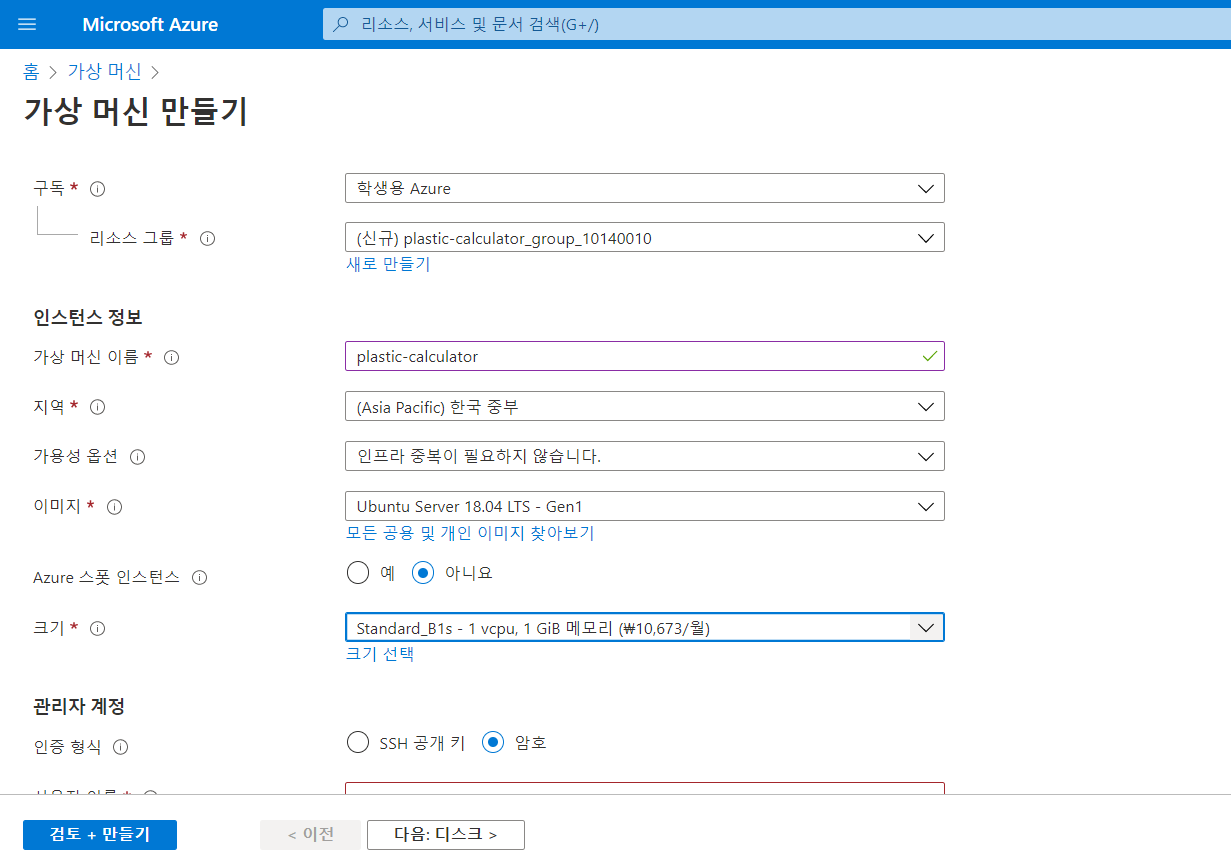 Microsoft Azure
리소스, 서비스 및 문서 검색(G+/)
홈 > 가상 머신 >
가상 머신 만들기
구독 *
학생용 Azure
리소스 그룹 *
(신규) plastic-calculator_group_10140010
새로 만들기
인스턴스 정보
가상 머신 이름 *
plastic-calculator
지역 *
(Asia Pacific) 한국 중부
가용성 옵션
인프라 중복이 필요하지 않습니다.
이미지 *
Ubuntu Server 18.04 LTS - Gen1
모든 공용 및 개인 이미지 찾아보기
Azure 스폿 인스턴스
예 아니요
크기 *
Standard_B1s - 1 vcpu, 1 GiB 메모리 (₩10,673/월)
크기 선택
관리자 계정
인증 형식
SSH 공개 키 암호
사용자 이름 *
검토 + 만들기
< 이전
다음: 디스크 >